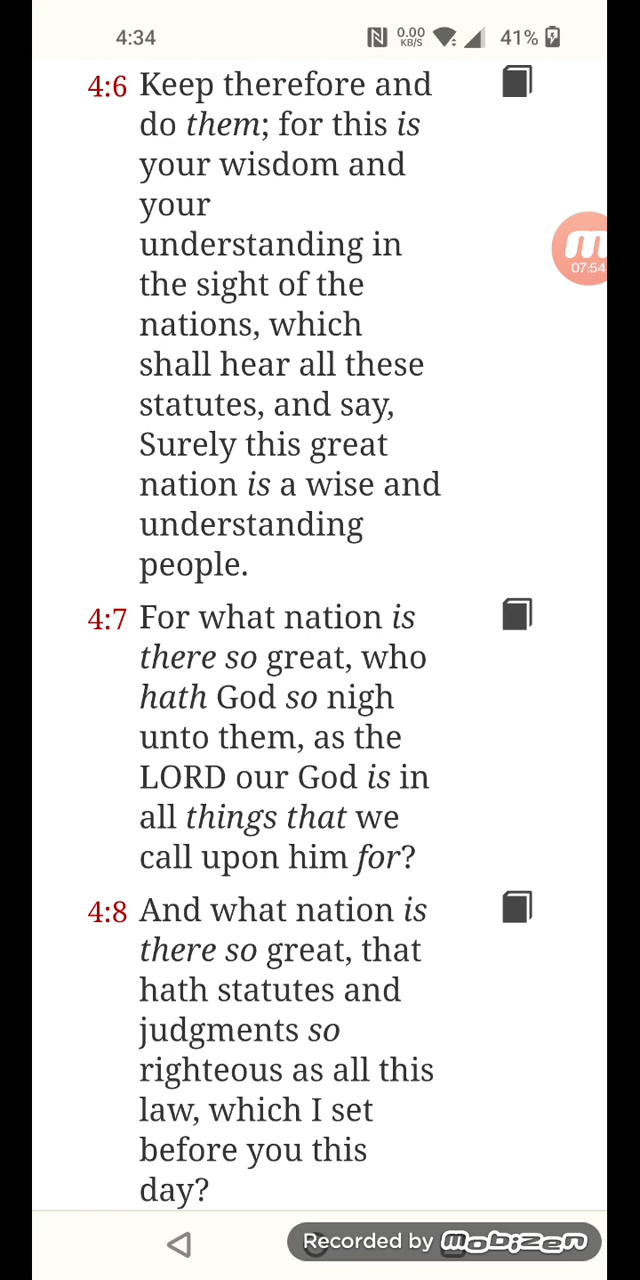 4:34 0.00 KB/S 41%
4:6 Keep therefore and
do them; for this is
your wisdom and
your
understanding in
the sight of the
nations, which
shall hear all these
statutes, and say,
Surely this great
nation is a wise and
understanding
people.
07:54
4:7 For what nation is
there so great, who
hath God so nigh
unto them, as the
LORD our God is in
all things that we
call upon him for?
4:8 And what nation is
there so great, that
hath statutes and
judgments so
righteous as all this
law, which I set
before you this
day?
Recorded by mobizen